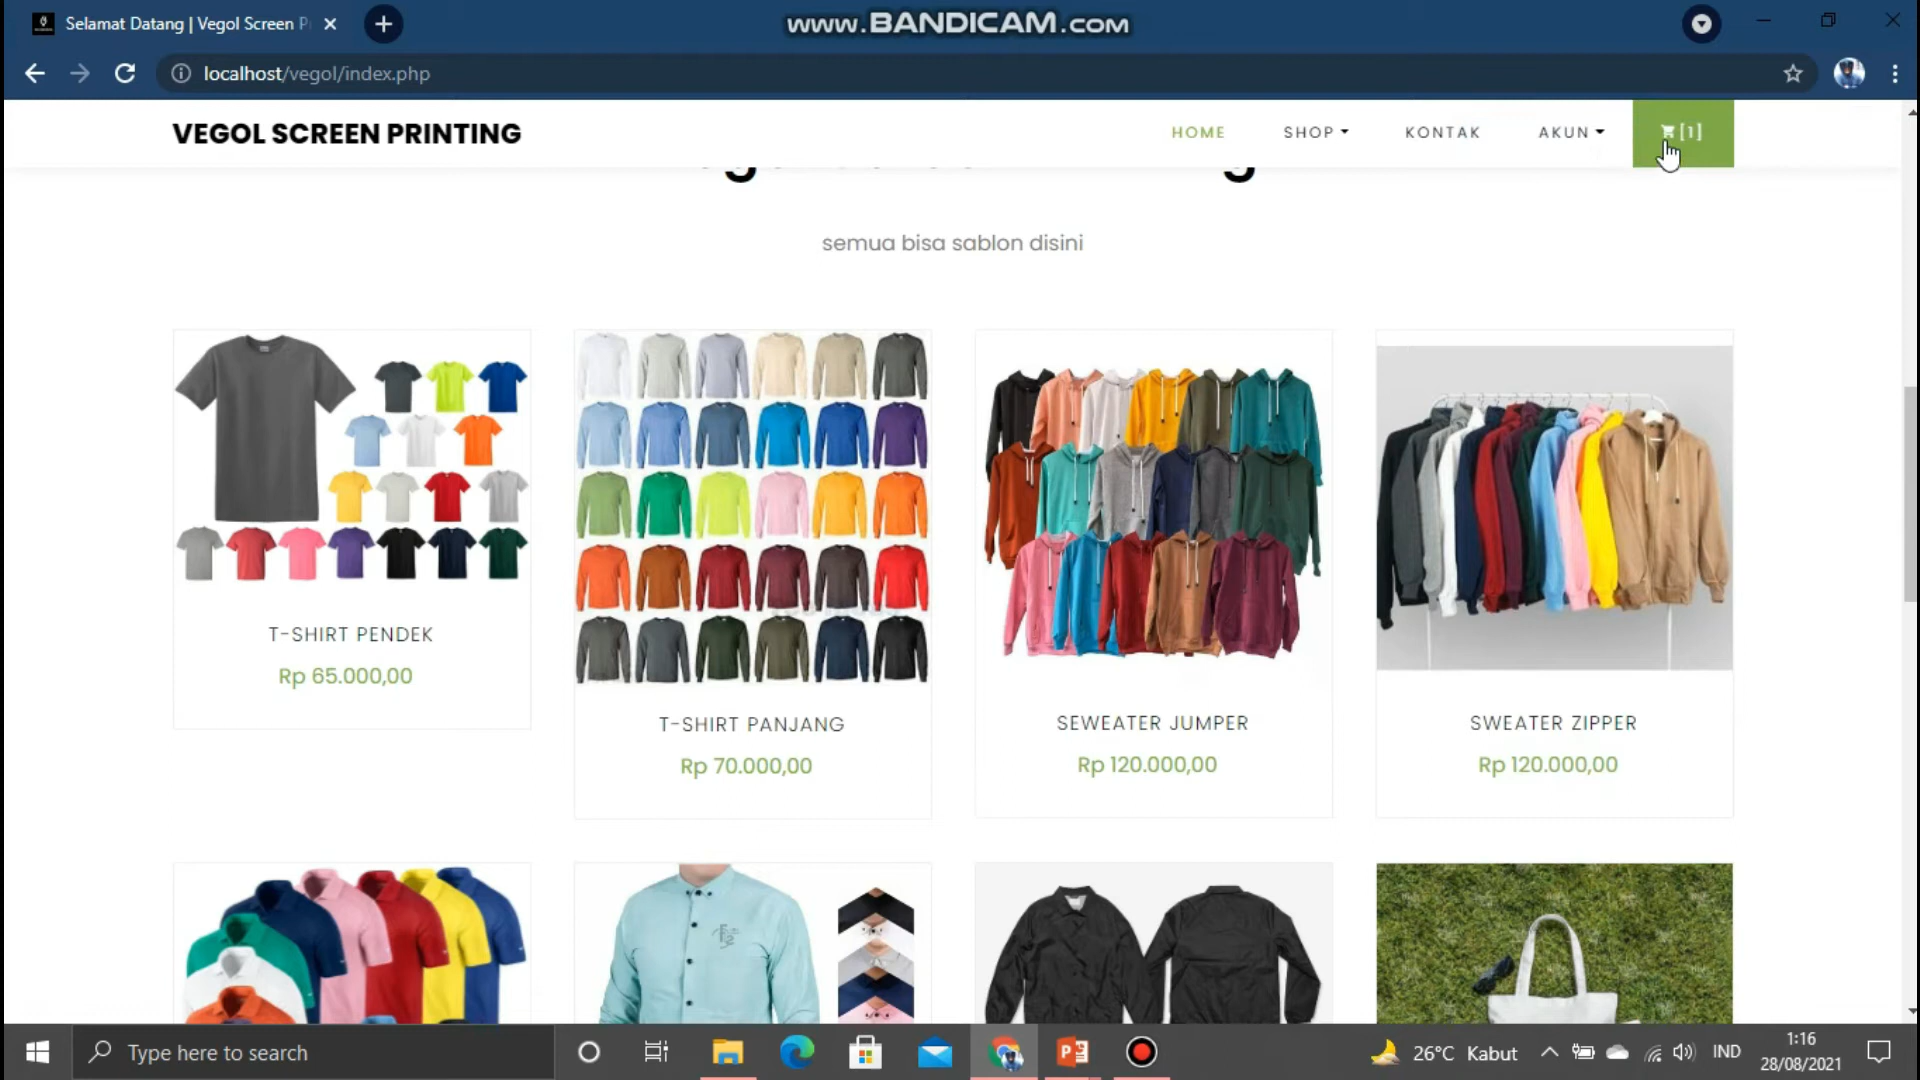 Selamat Datang | Vegol Screen P
www.BANDICAM.com
localhost/vegol/index.php
VEGOL SCREEN PRINTING
HOME
SHOP
KONTAK
AKUN
[1]
semua bisa sablon disini
T-SHIRT PENDEK
Rp 65.000,00
T-SHIRT PANJANG
Rp 70.000,00
SEWEATER JUMPER
Rp 120.000,00
SWEATER ZIPPER
Rp 120.000,00
Type here to search
26°C Kabut
IND
1:16
28/08/2021